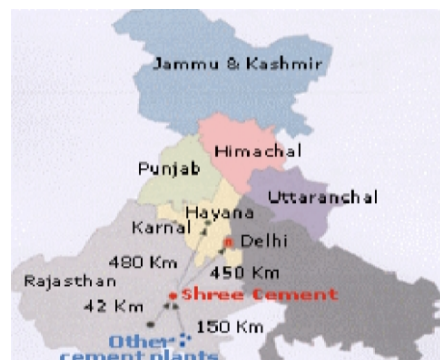 Jammu & Kashmir
Himachal
Punjab
Uttaranchal
Hayana
Karnal
Delhi
480 Km
450 Km
Rajasthan
Shree Cement
42 Km
150 Km
Other
cement plants